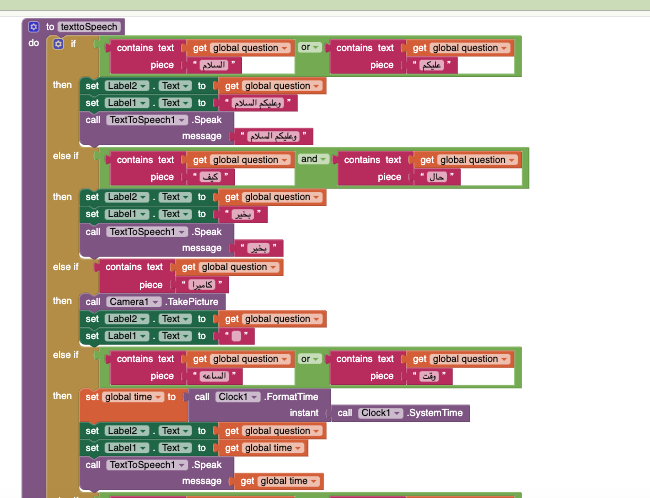 to texttoSpeech
do if contains text get global question or contains text get global question
piece " السلام " piece " عليكم "
then set Label2 . Text to get global question
set Label1 . Text to " وعليكم السلام "
call TextToSpeech1 .Speak
message " وعليكم السلام "
else if contains text get global question and contains text get global question
piece " كيف " piece " حال "
then set Label2 . Text to get global question
set Label1 . Text to " بخير "
call TextToSpeech1 .Speak
message " بخير "
else if contains text get global question
piece " كاميرا "
then call Camera1 .TakePicture
set Label2 . Text to get global question
set Label1 . Text to " "
else if contains text get global question or contains text get global question
piece " الساعه " piece " وقت "
then set global time to call Clock1 .FormatTime
instant call Clock1 .SystemTime
set Label2 . Text to get global question
set Label1 . Text to get global time
call TextToSpeech1 .Speak
message get global time